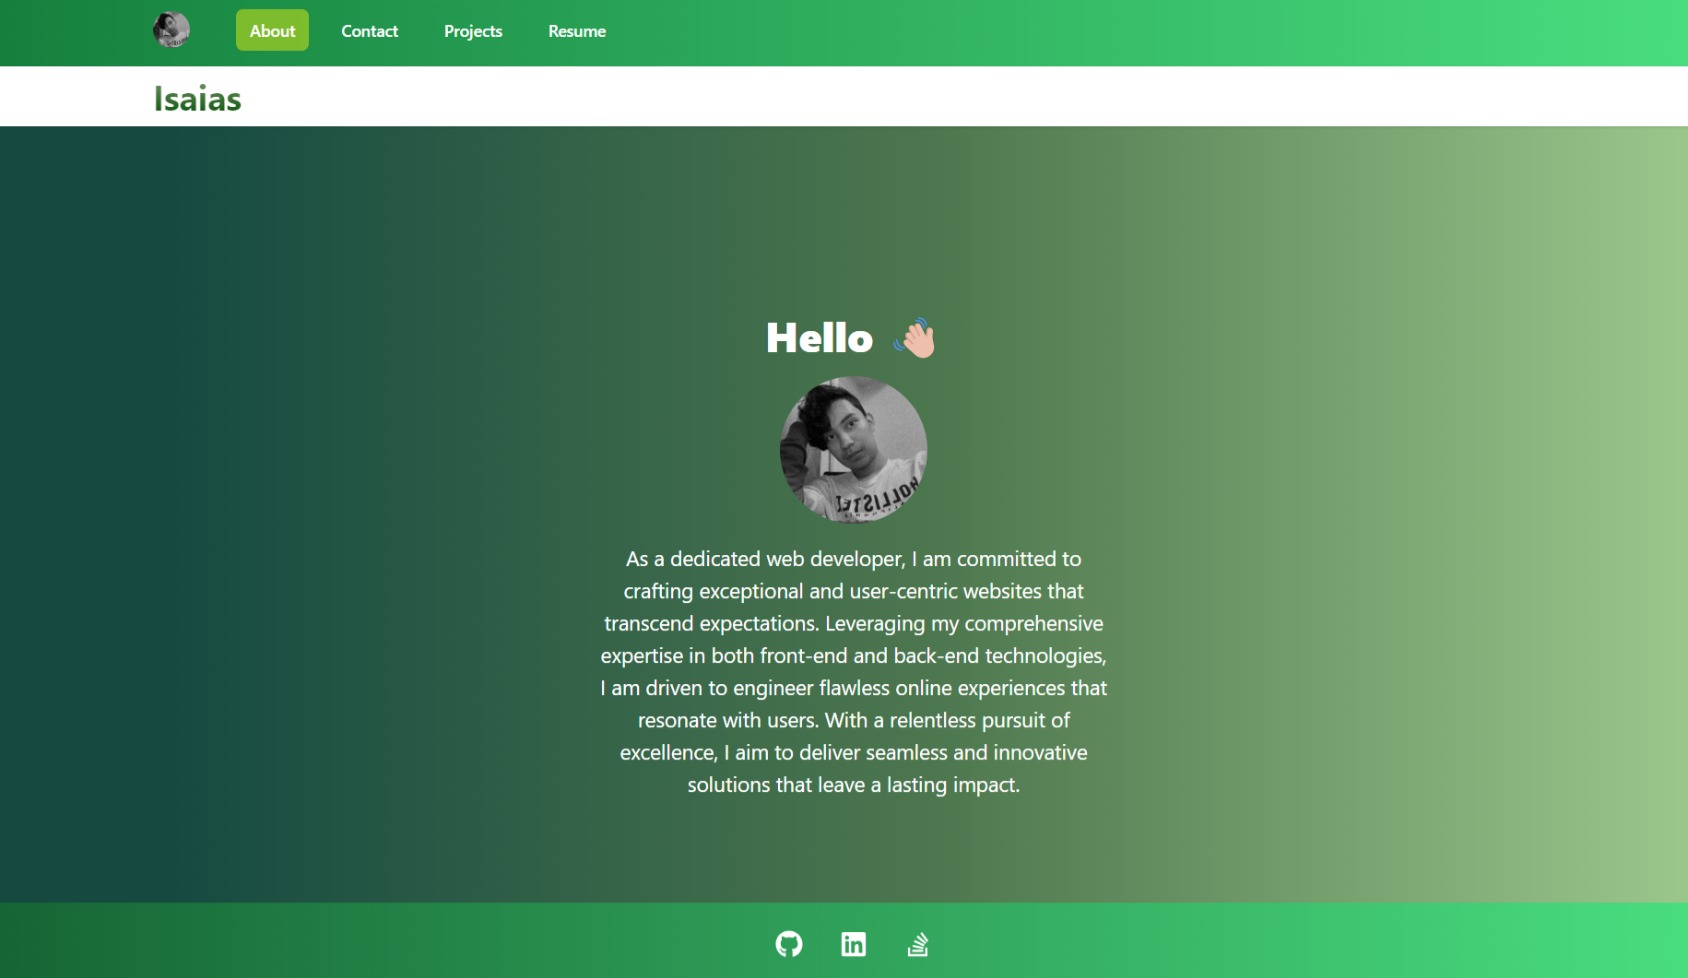 About
Contact
Projects
Resume
Isaias
Hello 👋
As a dedicated web developer, I am committed to
crafting exceptional and user-centric websites that
transcend expectations. Leveraging my comprehensive
expertise in both front-end and back-end technologies,
I am driven to engineer flawless online experiences that
resonate with users. With a relentless pursuit of
excellence, I aim to deliver seamless and innovative
solutions that leave a lasting impact.